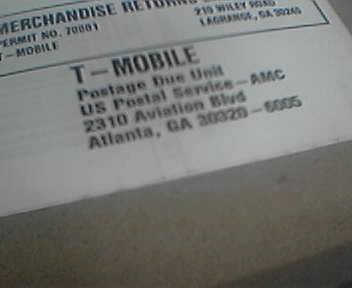 MERCHANDISE RETURN
PERMIT NO. 70001
T-MOBILE
210 WILEY ROAD
LAGRANGE, GA 30240
T-MOBILE
Postage Due Unit
US Postal Service-AMC
2310 Aviation Blvd
Atlanta, GA 30320-6005